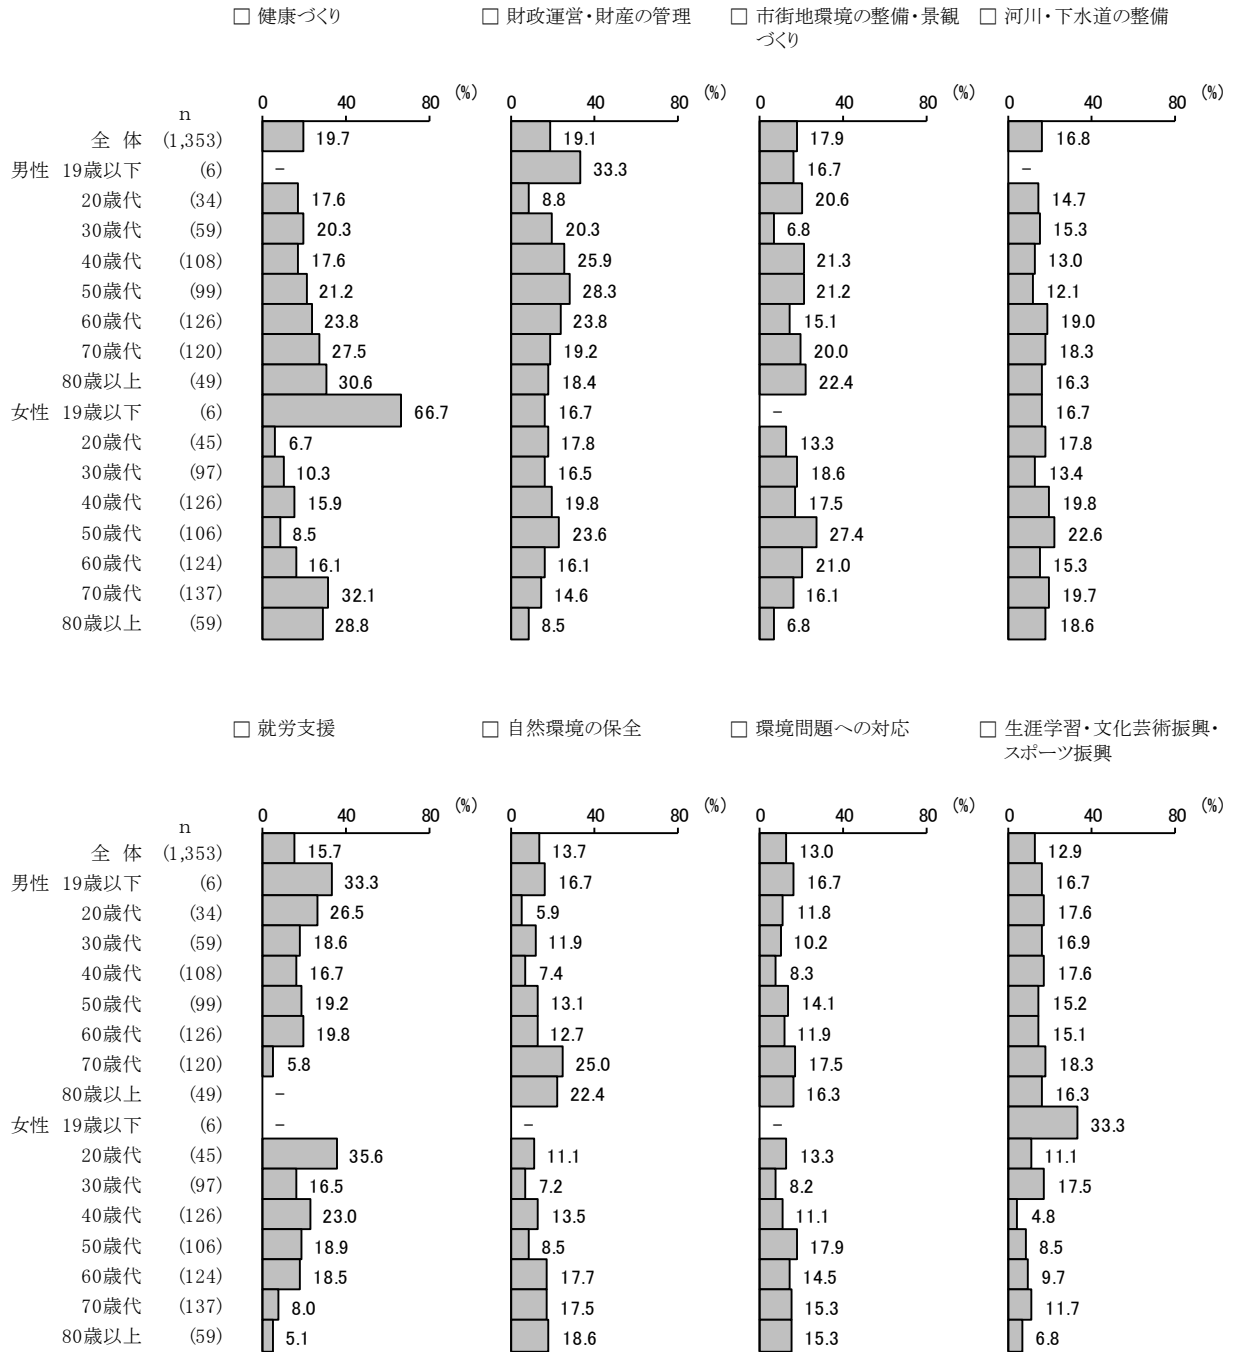 □ 健康づくり □ 財政運営・財産の管理 □ 市街地環境の整備・景観 □ 河川・下水道の整備
づくり
0 40 80 (%) 0 40 80 (%) 0 40 80 (%) 0 40 80 (%)
n
全 体 (1,353) 19.7 19.1 17.9 16.8
男性 19歳以下 (6) − 33.3 16.7 −
20歳代 (34) 17.6 8.8 20.6 14.7
30歳代 (59) 20.3 20.3 6.8 15.3
40歳代 (108) 17.6 25.9 21.3 13.0
50歳代 (99) 21.2 28.3 21.2 12.1
60歳代 (126) 23.8 23.8 15.1 19.0
70歳代 (120) 27.5 19.2 20.0 18.3
80歳以上 (49) 30.6 18.4 22.4 16.3
女性 19歳以下 (6) 66.7 16.7 − 16.7
20歳代 (45) 6.7 17.8 13.3 17.8
30歳代 (97) 10.3 16.5 18.6 13.4
40歳代 (126) 15.9 19.8 17.5 19.8
50歳代 (106) 8.5 23.6 27.4 22.6
60歳代 (124) 16.1 16.1 21.0 15.3
70歳代 (137) 32.1 14.6 16.1 19.7
80歳以上 (59) 28.8 8.5 6.8 18.6
□ 就労支援 □ 自然環境の保全 □ 環境問題への対応 □ 生涯学習・文化芸術振興・
スポーツ振興
0 40 80 (%) 0 40 80 (%) 0 40 80 (%) 0 40 80 (%)
n
全 体 (1,353) 15.7 13.7 13.0 12.9
男性 19歳以下 (6) 33.3 16.7 16.7 16.7
20歳代 (34) 26.5 5.9 11.8 17.6
30歳代 (59) 18.6 11.9 10.2 16.9
40歳代 (108) 16.7 7.4 8.3 17.6
50歳代 (99) 19.2 13.1 14.1 15.2
60歳代 (126) 19.8 12.7 11.9 15.1
70歳代 (120) 5.8 25.0 17.5 18.3
80歳以上 (49) − 22.4 16.3 16.3
女性 19歳以下 (6) − − − 33.3
20歳代 (45) 35.6 11.1 13.3 11.1
30歳代 (97) 16.5 7.2 8.2 17.5
40歳代 (126) 23.0 13.5 11.1 4.8
50歳代 (106) 18.9 8.5 17.9 8.5
60歳代 (124) 18.5 17.7 14.5 9.7
70歳代 (137) 8.0 17.5 15.3 11.7
80歳以上 (59) 5.1 18.6 15.3 6.8